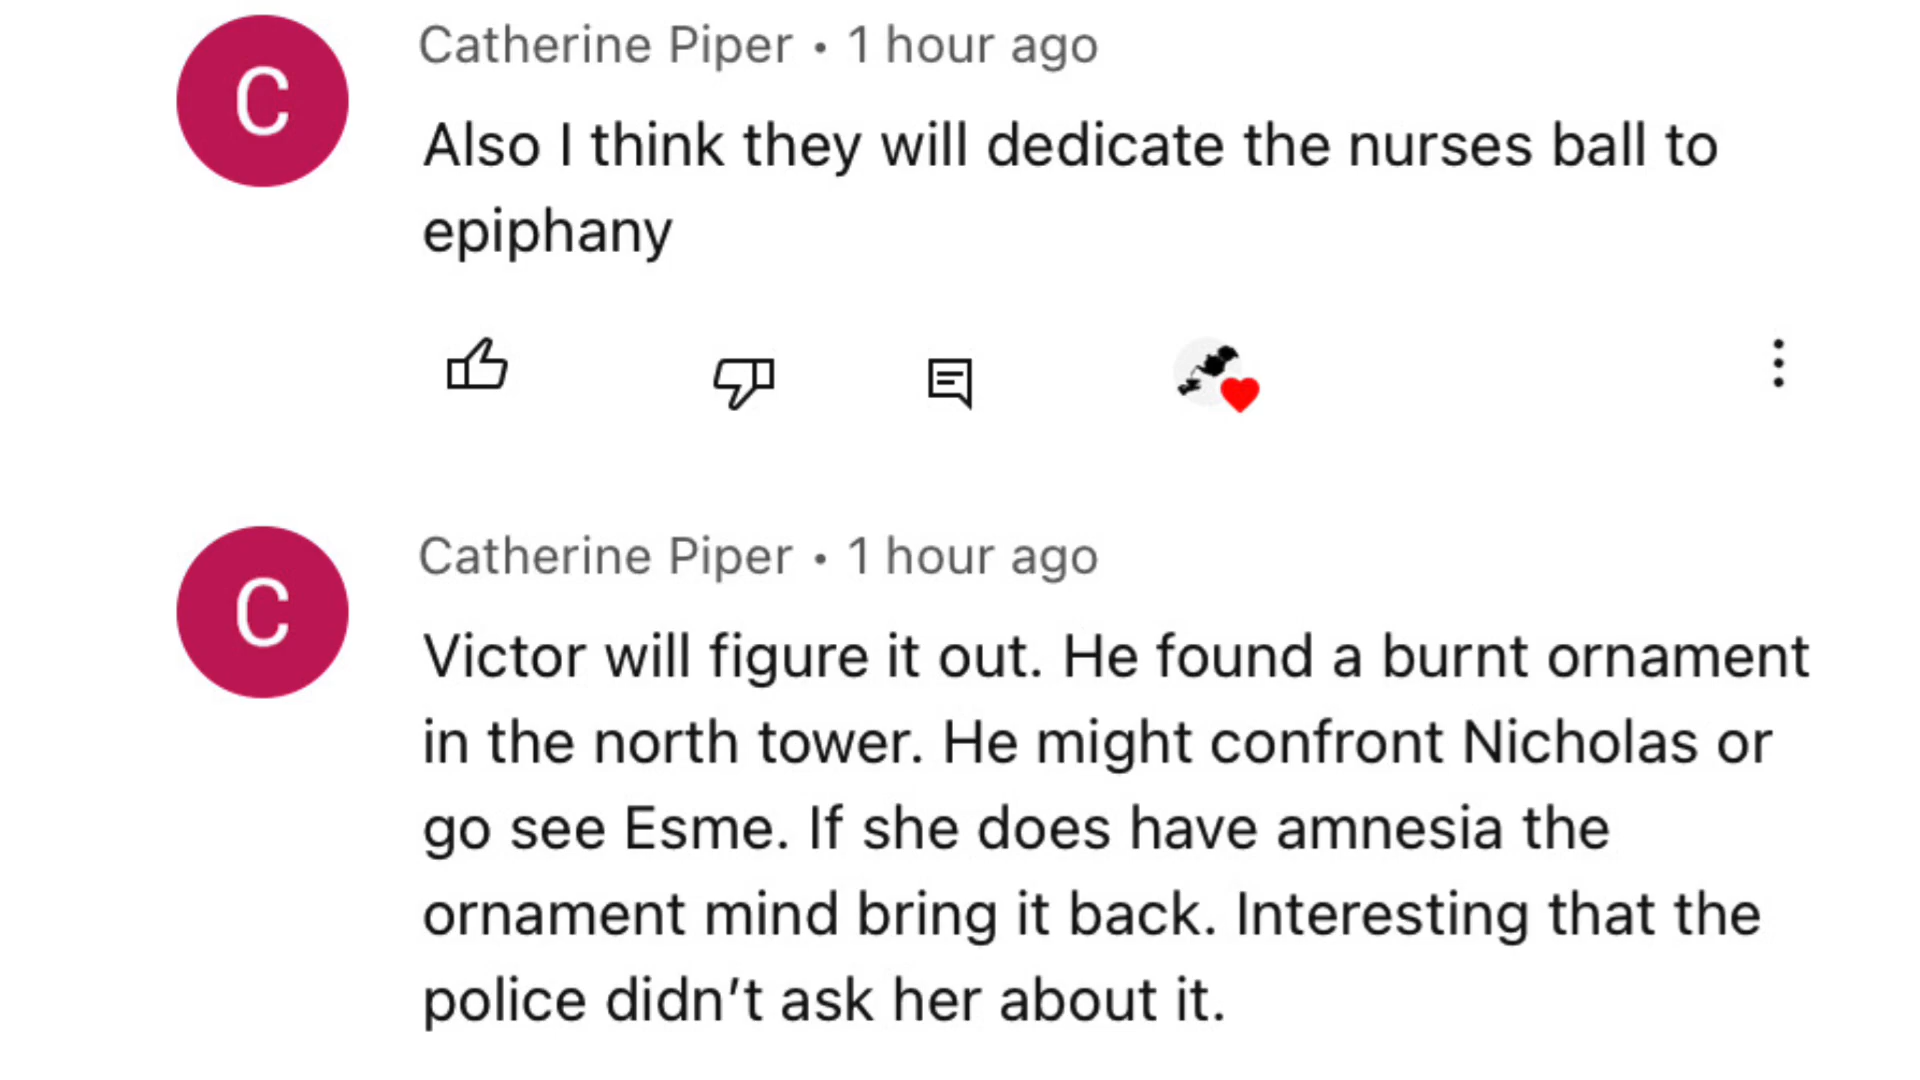 C
Catherine Piper • 1 hour ago
Also I think they will dedicate the nurses ball to
epiphany
C
Catherine Piper • 1 hour ago
Victor will figure it out. He found a burnt ornament
in the north tower. He might confront Nicholas or
go see Esme. If she does have amnesia the
ornament mind bring it back. Interesting that the
police didn’t ask her about it.